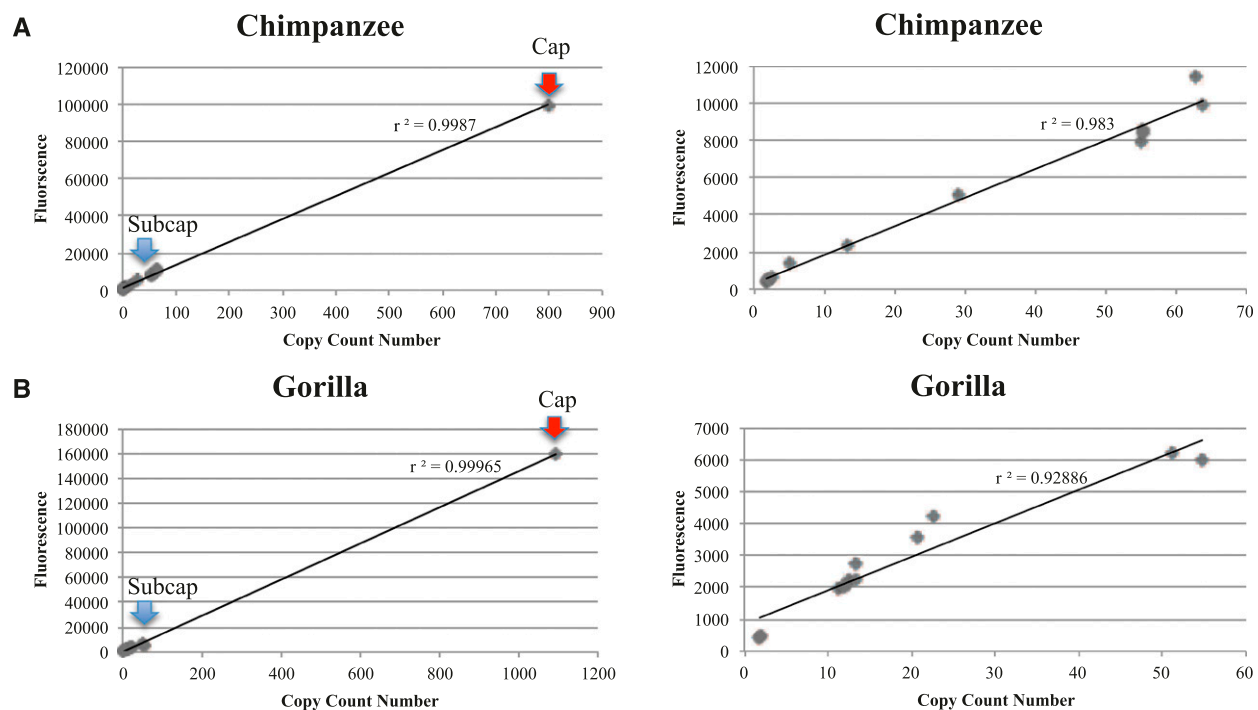 A
Chimpanzee
Cap
120000
100000
80000
60000
40000
20000
0
Fluorscence
r ² = 0.9987
Subcap
0 100 200 300 400 500 600 700 800 900
Copy Count Number
Chimpanzee
12000
10000
8000
6000
4000
2000
0
Fluorescence
r ² = 0.983
0 10 20 30 40 50 60 70
Copy Count Number
B
Gorilla
Cap
180000
160000
140000
120000
100000
80000
60000
40000
20000
0
Fluorescence
r ² = 0.99965
Subcap
0 200 400 600 800 1000 1200
Copy Count Number
Gorilla
7000
6000
5000
4000
3000
2000
1000
0
Fluorescence
r ² = 0.92886
0 10 20 30 40 50 60
Copy Count Number